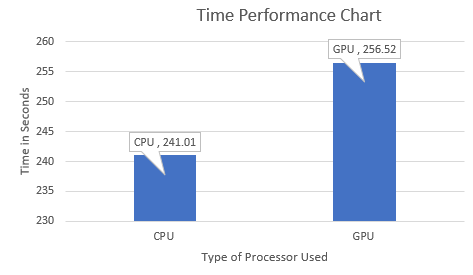 Time Performance Chart
Time in Seconds
260
255
250
245
240
235
230
CPU , 241.01
GPU , 256.52
CPU
GPU
Type of Processor Used